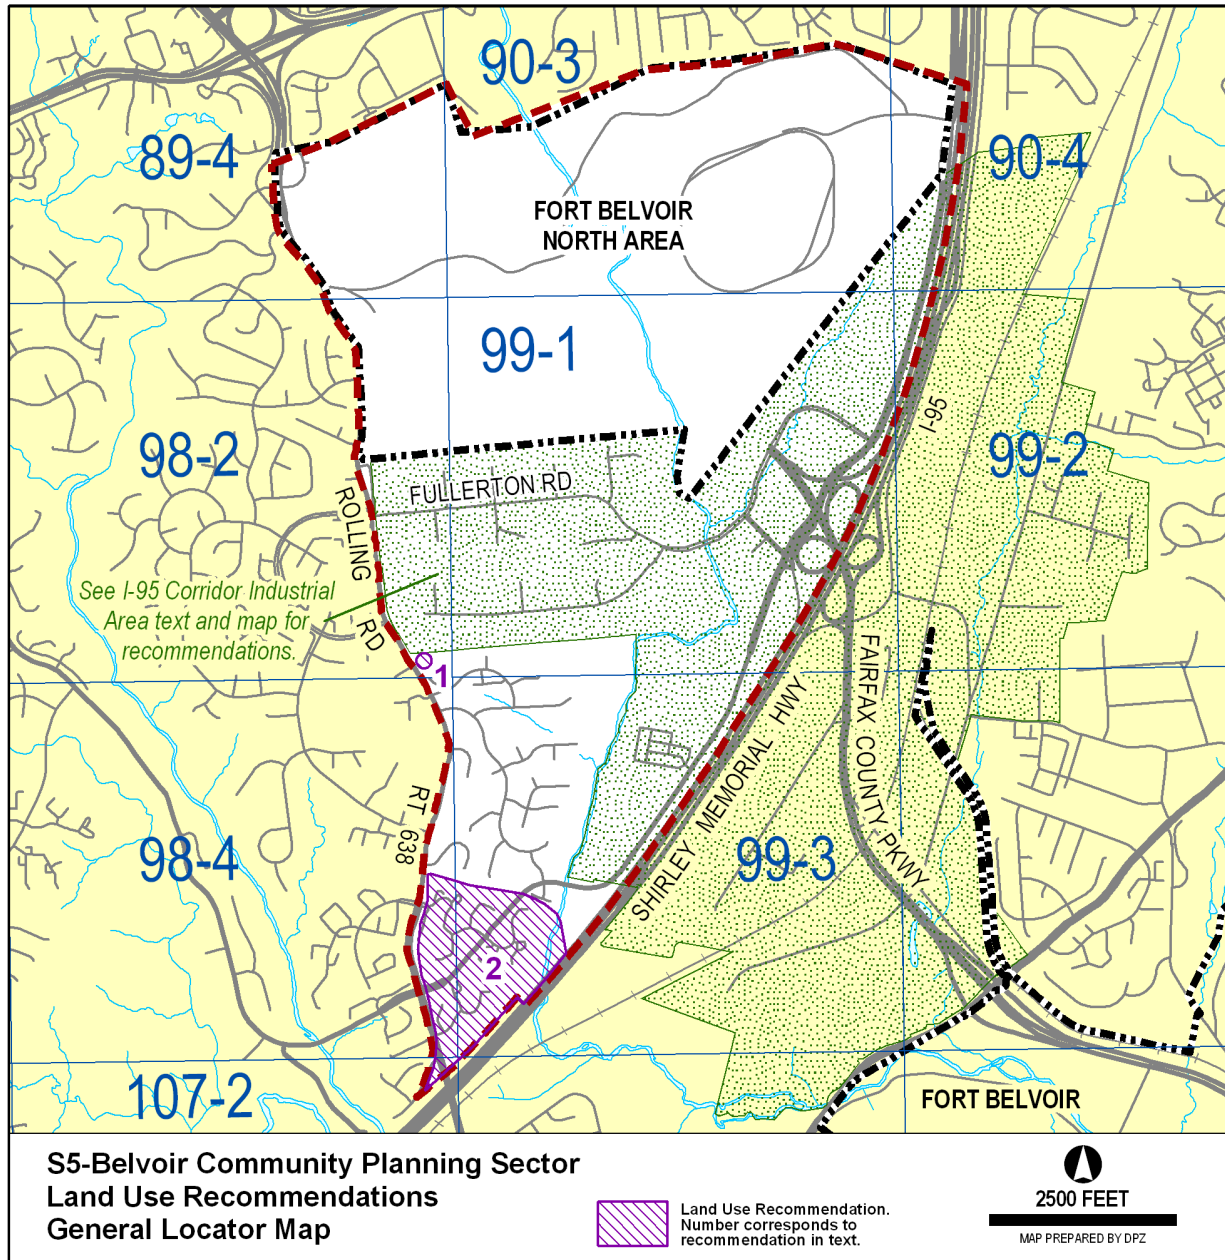 90-3
89-4
90-4
FORT BELVOIR
NORTH AREA
99-1
I-95
98-2
99-2
FULLERTON RD
ROLLING
RD
See I-95 Corridor Industrial
Area text and map for
recommendations.
1
FAIRFAX COUNTY PKWY
SHIRLEY MEMORIAL HWY
RT 638
98-4
99-3
2
107-2
FORT BELVOIR
S5-Belvoir Community Planning Sector
Land Use Recommendations
General Locator Map
Land Use Recommendation.
Number corresponds to
recommendation in text.
2500 FEET
MAP PREPARED BY DPZ